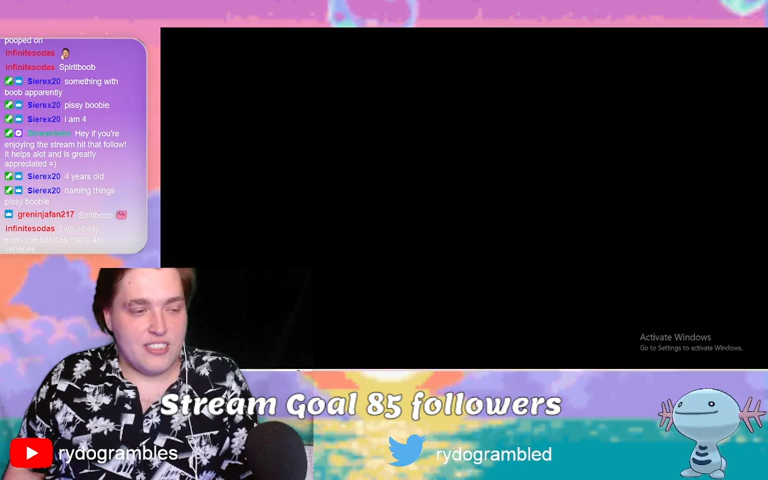 pooped on
infinitesodas
infinitesodas Spiritboob
Sierex20 something with
boob apparently
Sierex20 pissy boobie
Sierex20 I am 4
Hey if you're
enjoying the stream hit that follow!
It helps alot and is greatly
appreciated =)
Sierex20 4 years old
Sierex20 naming things
pissy boobie
greninjafan217 Spiritboob
infinitesodas I would say
Activate Windows
Go to Settings to activate Windows.
Stream Goal 85 followers
rydogrambles
rydogrambled